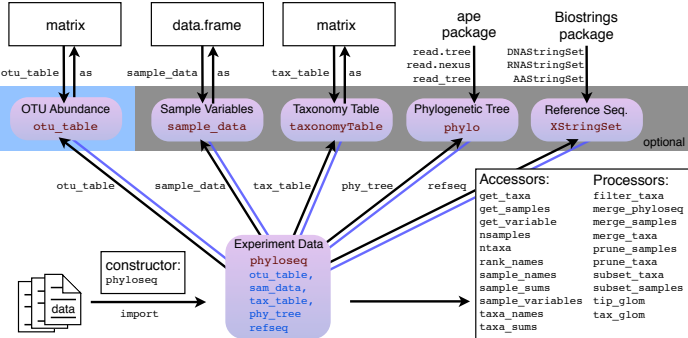 matrix
data.frame
matrix
ape
package
Biostrings
package
read.tree
read.nexus
read_tree
DNAStringSet
RNAStringSet
AAStringSet
otu_table
as
sample_data
as
tax_table
as
OTU Abundance
otu_table
Sample Variables
sample_data
Taxonomy Table
taxonomyTable
Phylogenetic Tree
phylo
Reference Seq.
XStringSet
optional
otu_table
sample_data
tax_table
phy_tree
refseq
Experiment Data
phyloseq
otu_table,
sam_data,
tax_table,
phy_tree
refseq
constructor:
phyloseq
import
data
Accessors:
get_taxa
get_samples
get_variable
nsamples
ntaxa
rank_names
sample_names
sample_sums
sample_variables
taxa_names
taxa_sums
Processors:
filter_taxa
merge_phyloseq
merge_samples
merge_taxa
prune_samples
prune_taxa
subset_taxa
subset_samples
tip_glom
tax_glom